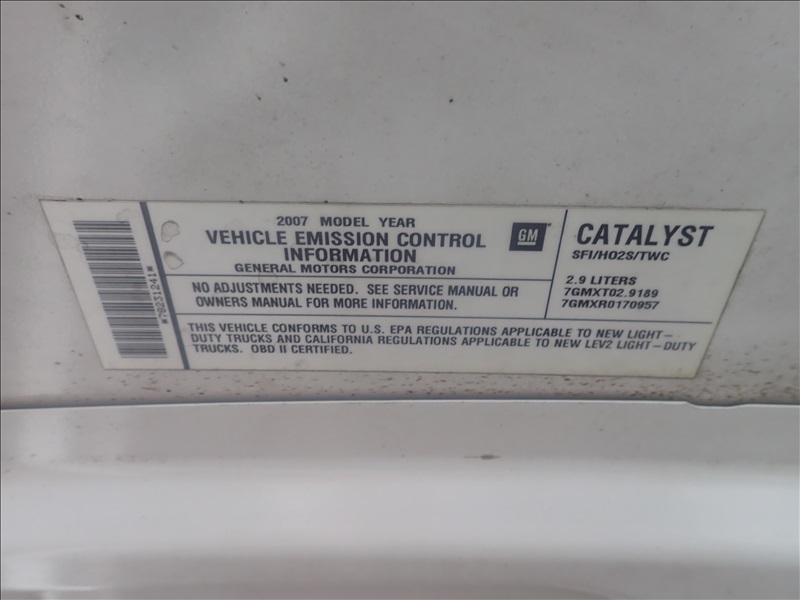 W78231241W
2007 MODEL YEAR
VEHICLE EMISSION CONTROL
INFORMATION
GENERAL MOTORS CORPORATION
GM
NO ADJUSTMENTS NEEDED. SEE SERVICE MANUAL OR
OWNERS MANUAL FOR MORE INFORMATION.
CATALYST
SFI/HO2S/TWC
2.9 LITERS
7GMXT02.9189
7GMXR0170957
THIS VEHICLE CONFORMS TO U.S. EPA REGULATIONS APPLICABLE TO NEW LIGHT-
DUTY TRUCKS AND CALIFORNIA REGULATIONS APPLICABLE TO NEW LEV2 LIGHT-DUTY
TRUCKS. OBD II CERTIFIED.